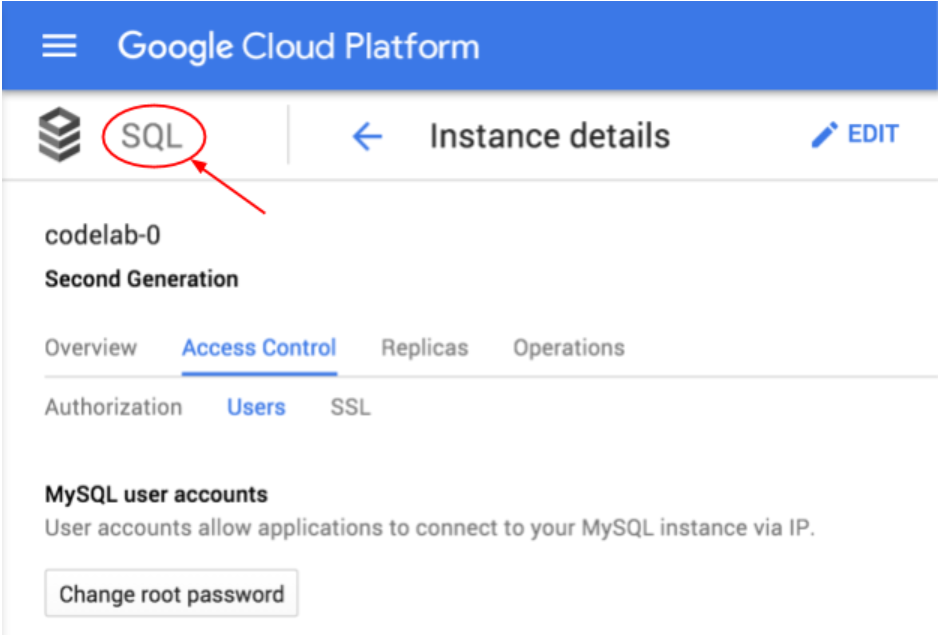 Google Cloud Platform
SQL Instance details EDIT
codelab-0
Second Generation
Overview Access Control Replicas Operations
Authorization Users SSL
MySQL user accounts
User accounts allow applications to connect to your MySQL instance via IP.
Change root password